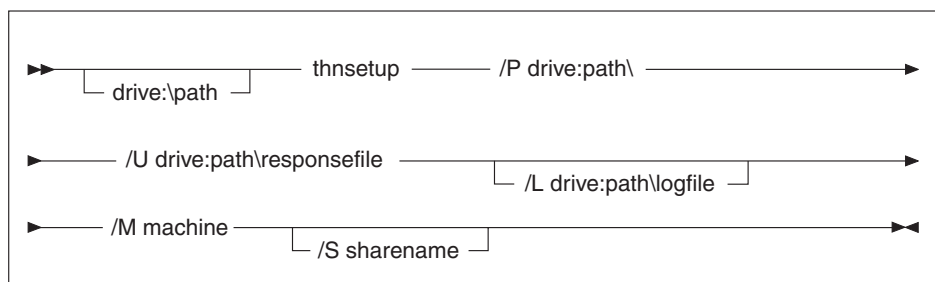 thnsetup /P drive:path\
drive:\path
/U drive:path\responsefile
/L drive:path\logfile
/M machine
/S sharename